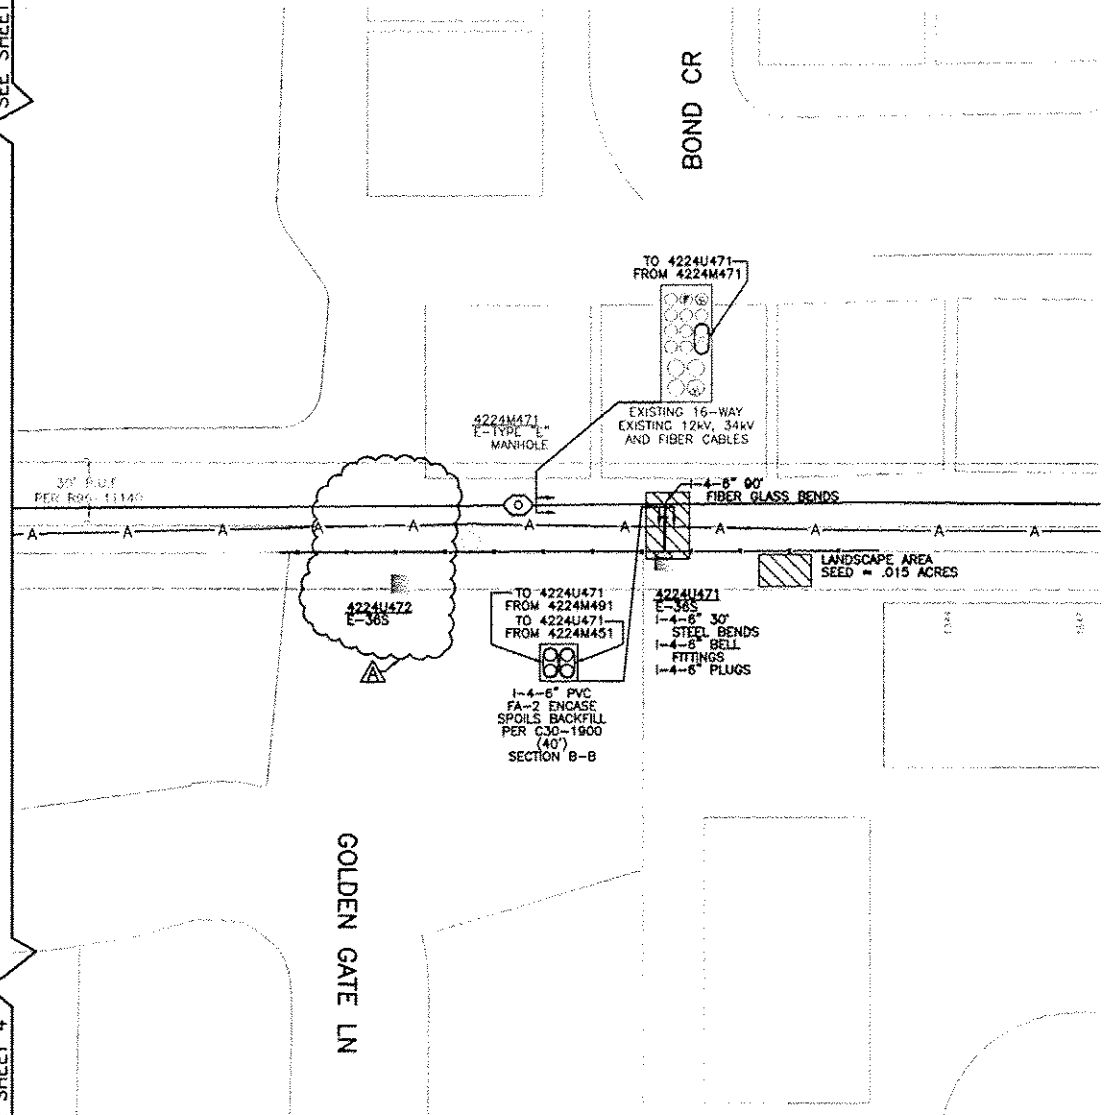 SEE SHEET
BOND CR
TO 4224U471
FROM 4224M471
EXISTING 16-WAY
EXISTING 12kV, 34kV
AND FIBER CABLES
4224M471
E-TYPE "E"
MANHOLE
30' P.U.E
PER R96-11140
1-4-6" 90°
FIBER GLASS BENDS
A A A A A A A A A A
LANDSCAPE AREA
SEED = .015 ACRES
4224U472
E-36S
A
TO 4224U471
FROM 4224M491
TO 4224U471
FROM 4224M451
4224U471
E-36S
1-4-6" 30°
STEEL BENDS
1-4-6" BELL
FITTINGS
1-4-6" PLUGS
1-4-6" PVC
FA-2 ENCASE
SPOILS BACKFILL
PER C30-1900
(40')
SECTION B-B
GOLDEN GATE LN
SHEET 4